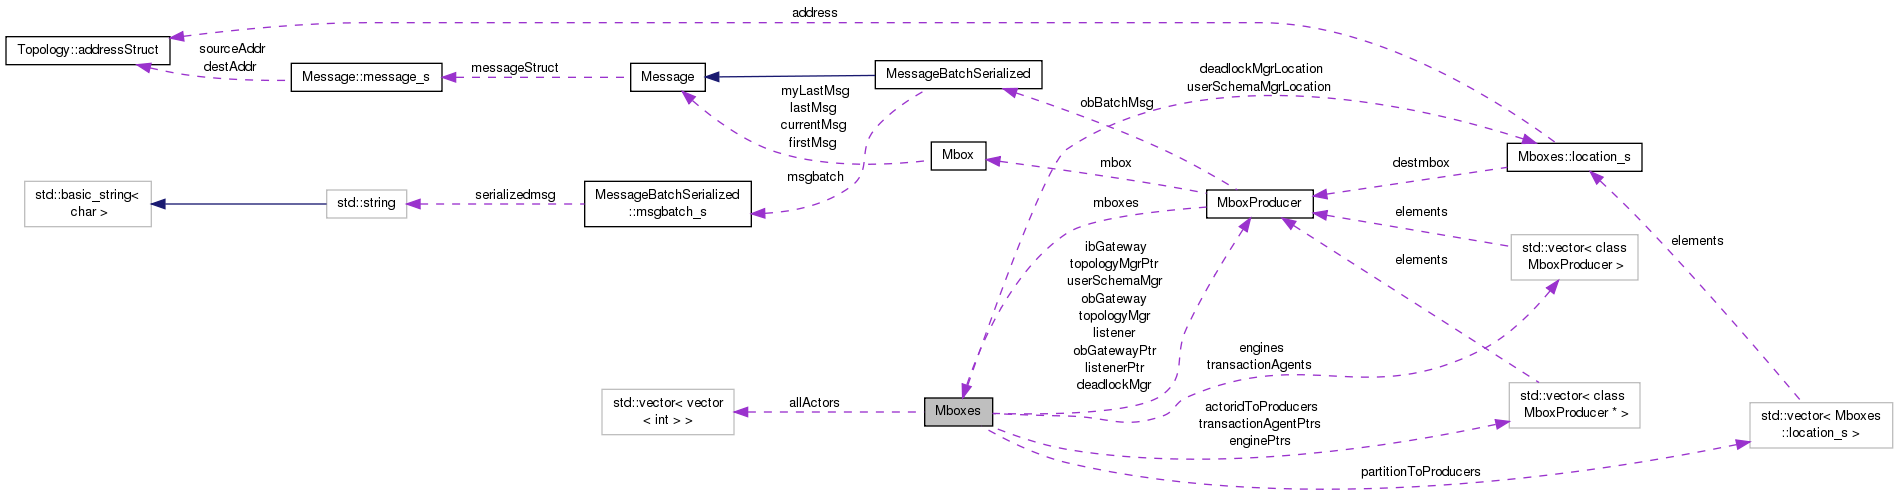 address
Topology::addressStruct
sourceAddr
destAddr
Message::message_s
messageStruct
Message
MessageBatchSerialized
myLastMsg
lastMsg
currentMsg
firstMsg
obBatchMsg
deadlockMgrLocation
userSchemaMgrLocation
Mboxes::location_s
Mbox
msgbatch
mbox
destmbox
std::basic_string<
char >
std::string
serializedmsg
MessageBatchSerialized
::msgbatch_s
mboxes
MboxProducer
elements
std::vector< class
MboxProducer >
elements
elements
ibGateway
topologyMgrPtr
userSchemaMgr
obGateway
topologyMgr
listener
obGatewayPtr
listenerPtr
deadlockMgr
engines
transactionAgents
std::vector< vector
< int > >
allActors
Mboxes
actoridToProducers
transactionAgentPtrs
enginePtrs
std::vector< class
MboxProducer * >
std::vector< Mboxes
::location_s >
partitionToProducers